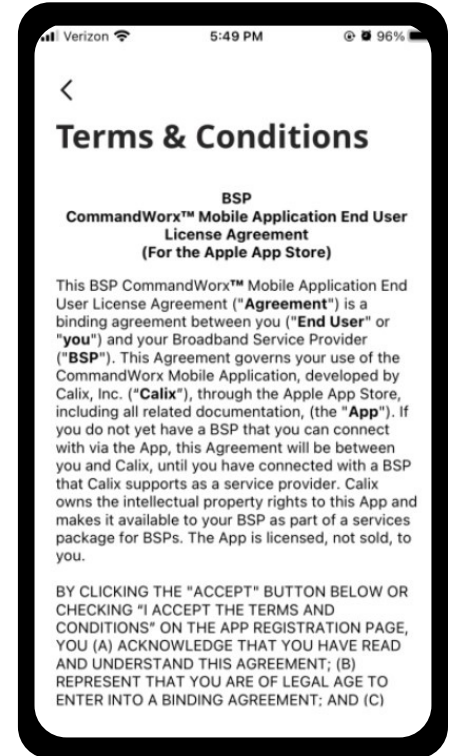 Verizon 5:49 PM 96%
Terms & Conditions
BSP
CommandWorx™ Mobile Application End User
License Agreement
(For the Apple App Store)
This BSP CommandWorx™ Mobile Application End
User License Agreement ("Agreement") is a
binding agreement between you ("End User" or
"you") and your Broadband Service Provider
("BSP"). This Agreement governs your use of the
CommandWorx Mobile Application, developed by
Calix, Inc. (“Calix”), through the Apple App Store,
including all related documentation, (the "App"). If
you do not yet have a BSP that you can connect
with via the App, this Agreement will be between
you and Calix, until you have connected with a BSP
that Calix supports as a service provider. Calix
owns the intellectual property rights to this App and
makes it available to your BSP as part of a services
package for BSPs. The App is licensed, not sold, to
you.
BY CLICKING THE "ACCEPT" BUTTON BELOW OR
CHECKING “I ACCEPT THE TERMS AND
CONDITIONS” ON THE APP REGISTRATION PAGE,
YOU (A) ACKNOWLEDGE THAT YOU HAVE READ
AND UNDERSTAND THIS AGREEMENT; (B)
REPRESENT THAT YOU ARE OF LEGAL AGE TO
ENTER INTO A BINDING AGREEMENT; AND (C)